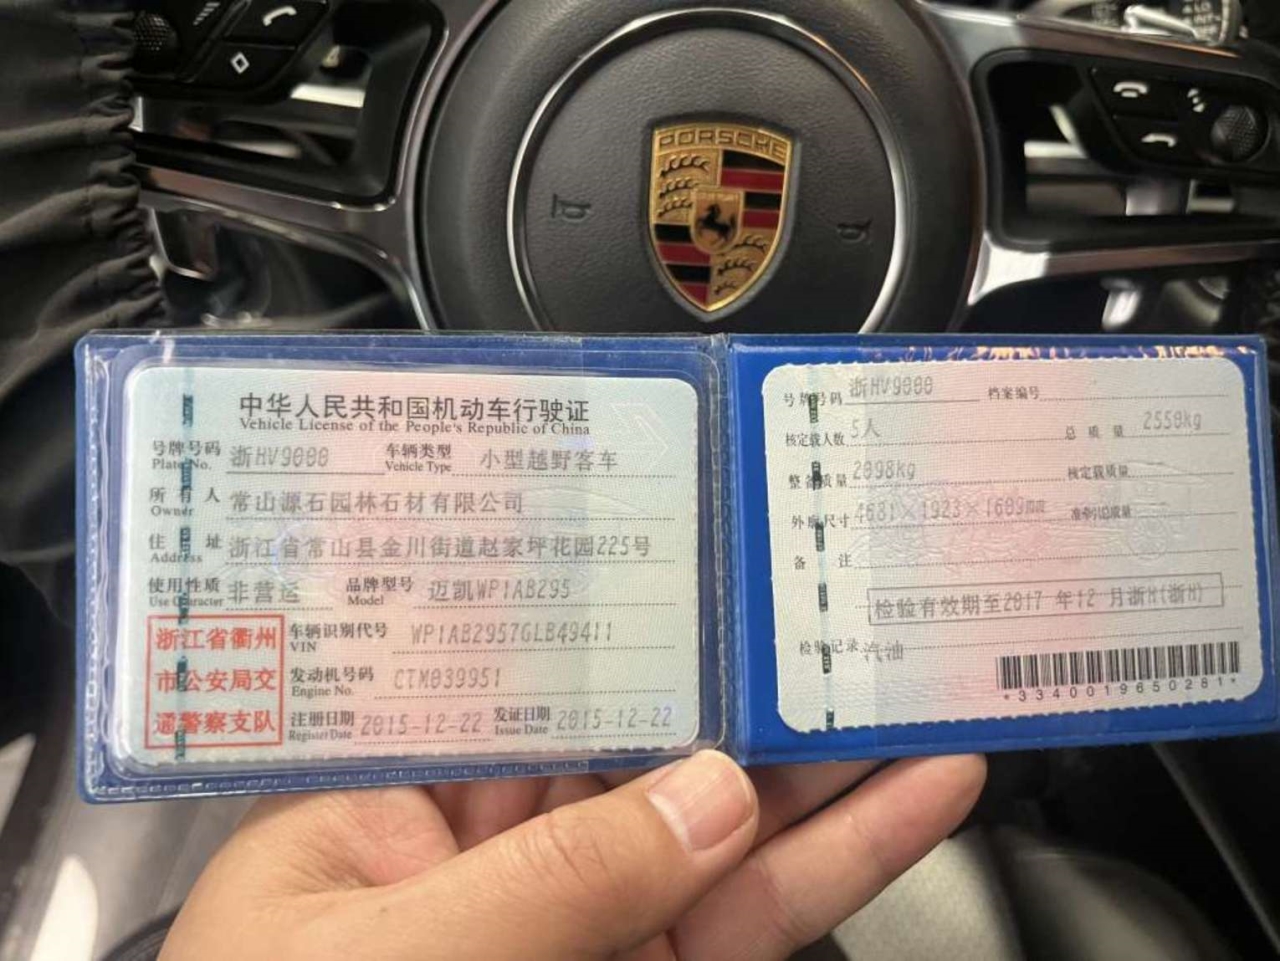 PORSCHE
中华人民共和国机动车行驶证
Vehicle License of the People's Republic of China
号牌号码 浙HV9000 车辆类型 小型越野客车
Plate No. Vehicle Type
所有人 常山源石园林石材有限公司
Owner
住址 浙江省常山县金川街道赵家坪花园225号
Address
使用性质 非营运 品牌型号 迈凯WP1AB295
Use Character Model
浙江省衢州
市公安局交
通警察支队
车辆识别代号 WP1AB2957GLB49411
VIN
发动机号码 CTM039951
Engine No.
注册日期 2015-12-22 发证日期 2015-12-22
Register Date Issue Date
号牌号码 浙HV9000 档案编号
核定载人数 5人 总质量 2550kg
整备质量 2098kg 核定载质量
外廓尺寸 4681×1923×1609 质量
备注
检验有效期至2017年12月浙H(浙H)
检验记录 汽油
*3340019650281*